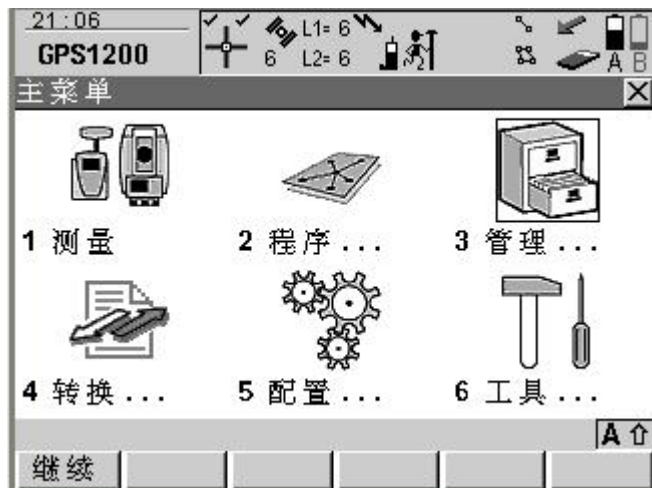 21:06
GPS1200
L1= 6
6 L2= 6
A B
主菜单
1 测量
2 程序...
3 管理...
4 转换...
5 配置...
6 工具...
A
继续